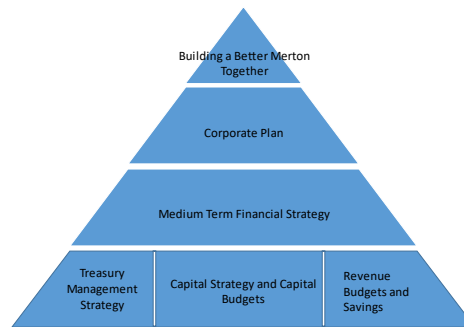 Building a Better Merton
Together
Corporate Plan
Medium Term Financial Strategy
Treasury
Management
Strategy
Capital Strategy and Capital
Budgets
Revenue
Budgets and
Savings